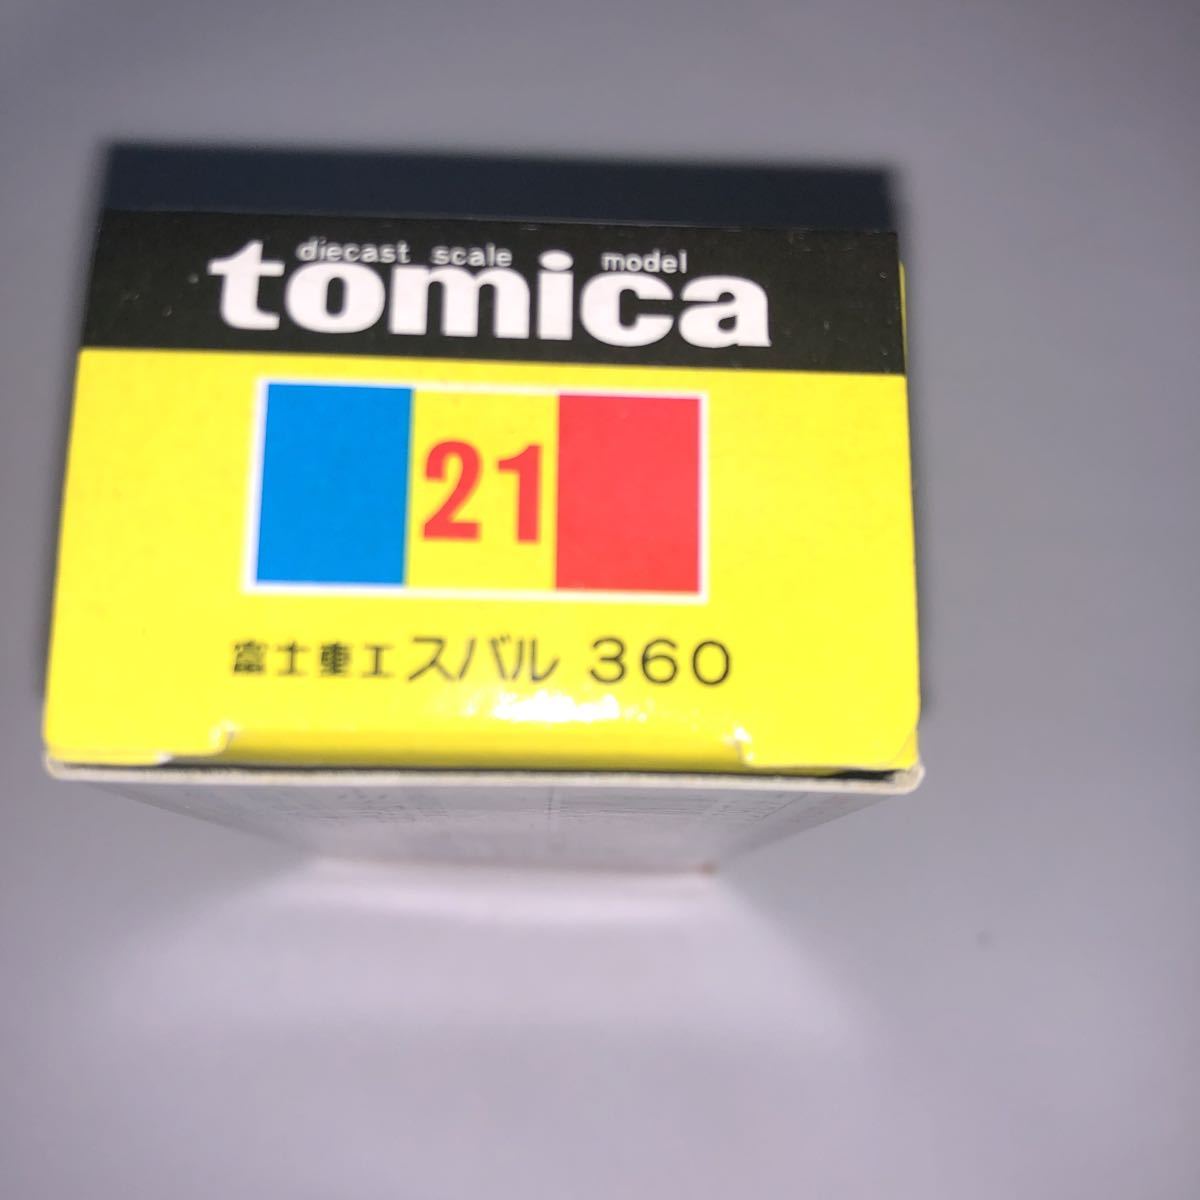 diecast scale model
tomica
21
富士重工 スバル 360